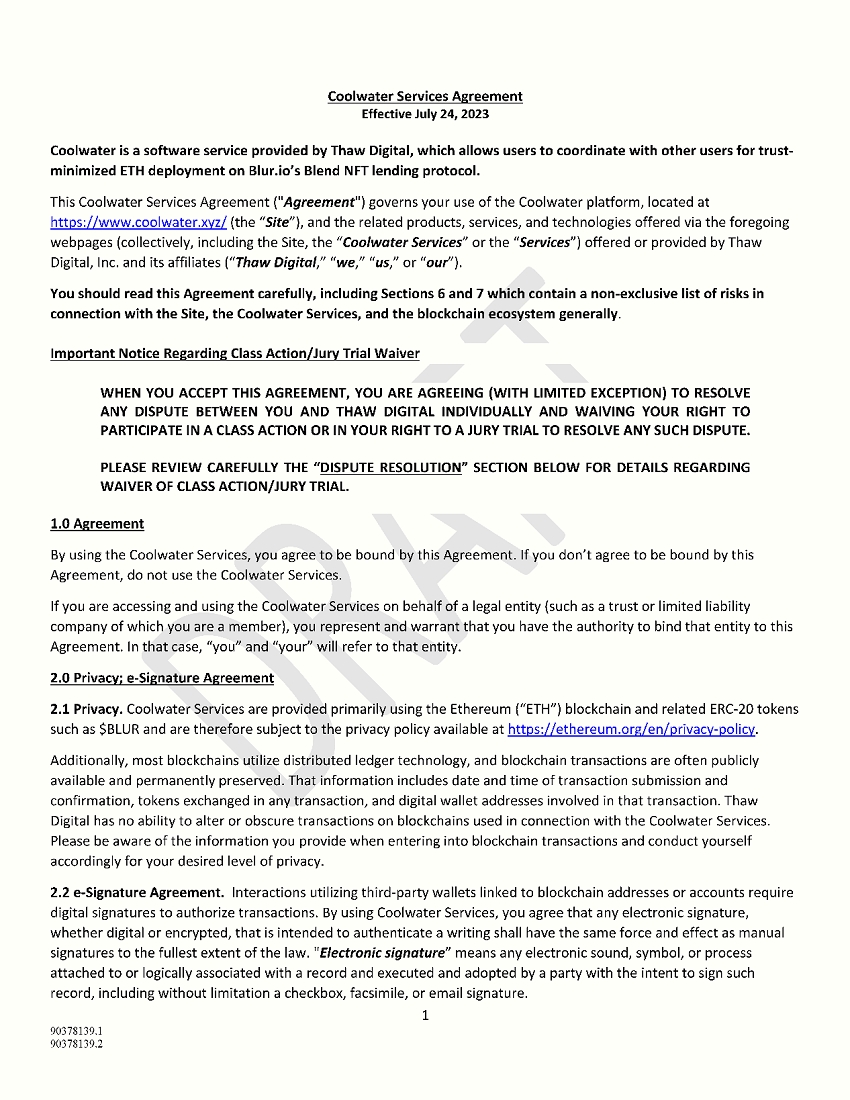 Coolwater Services Agreement
Effective July 24, 2023
Coolwater is a software service provided by Thaw Digital, which allows users to coordinate with other users for trust-
minimized ETH deployment on Blur.io’s Blend NFT lending protocol.
This Coolwater Services Agreement ("Agreement") governs your use of the Coolwater platform, located at
https://www.coolwater.xyz/ (the “Site”), and the related products, services, and technologies offered via the foregoing
webpages (collectively, including the Site, the “Coolwater Services” or the “Services”) offered or provided by Thaw
Digital, Inc. and its affiliates (“Thaw Digital,” “we,” “us,” or “our”).
You should read this Agreement carefully, including Sections 6 and 7 which contain a non-exclusive list of risks in
connection with the Site, the Coolwater Services, and the blockchain ecosystem generally.
Important Notice Regarding Class Action/Jury Trial Waiver
WHEN YOU ACCEPT THIS AGREEMENT, YOU ARE AGREEING (WITH LIMITED EXCEPTION) TO RESOLVE
ANY DISPUTE BETWEEN YOU AND THAW DIGITAL INDIVIDUALLY AND WAIVING YOUR RIGHT TO
PARTICIPATE IN A CLASS ACTION OR IN YOUR RIGHT TO A JURY TRIAL TO RESOLVE ANY SUCH DISPUTE.
PLEASE REVIEW CAREFULLY THE “DISPUTE RESOLUTION” SECTION BELOW FOR DETAILS REGARDING
WAIVER OF CLASS ACTION/JURY TRIAL.
1.0 Agreement
By using the Coolwater Services, you agree to be bound by this Agreement. If you don’t agree to be bound by this
Agreement, do not use the Coolwater Services.
If you are accessing and using the Coolwater Services on behalf of a legal entity (such as a trust or limited liability
company of which you are a member), you represent and warrant that you have the authority to bind that entity to this
Agreement. In that case, “you” and “your” will refer to that entity.
2.0 Privacy; e-Signature Agreement
2.1 Privacy. Coolwater Services are provided primarily using the Ethereum (“ETH”) blockchain and related ERC-20 tokens
such as $BLUR and are therefore subject to the privacy policy available at https://ethereum.org/en/privacy-policy.
Additionally, most blockchains utilize distributed ledger technology, and blockchain transactions are often publicly
available and permanently preserved. That information includes date and time of transaction submission and
confirmation, tokens exchanged in any transaction, and digital wallet addresses involved in that transaction. Thaw
Digital has no ability to alter or obscure transactions on blockchains used in connection with the Coolwater Services.
Please be aware of the information you provide when entering into blockchain transactions and conduct yourself
accordingly for your desired level of privacy.
2.2 e-Signature Agreement. Interactions utilizing third-party wallets linked to blockchain addresses or accounts require
digital signatures to authorize transactions. By using Coolwater Services, you agree that any electronic signature,
whether digital or encrypted, that is intended to authenticate a writing shall have the same force and effect as manual
signatures to the fullest extent of the law. "Electronic signature” means any electronic sound, symbol, or process
attached to or logically associated with a record and executed and adopted by a party with the intent to sign such
record, including without limitation a checkbox, facsimile, or email signature.
1
90378139.1
90378139.2
DRAFT